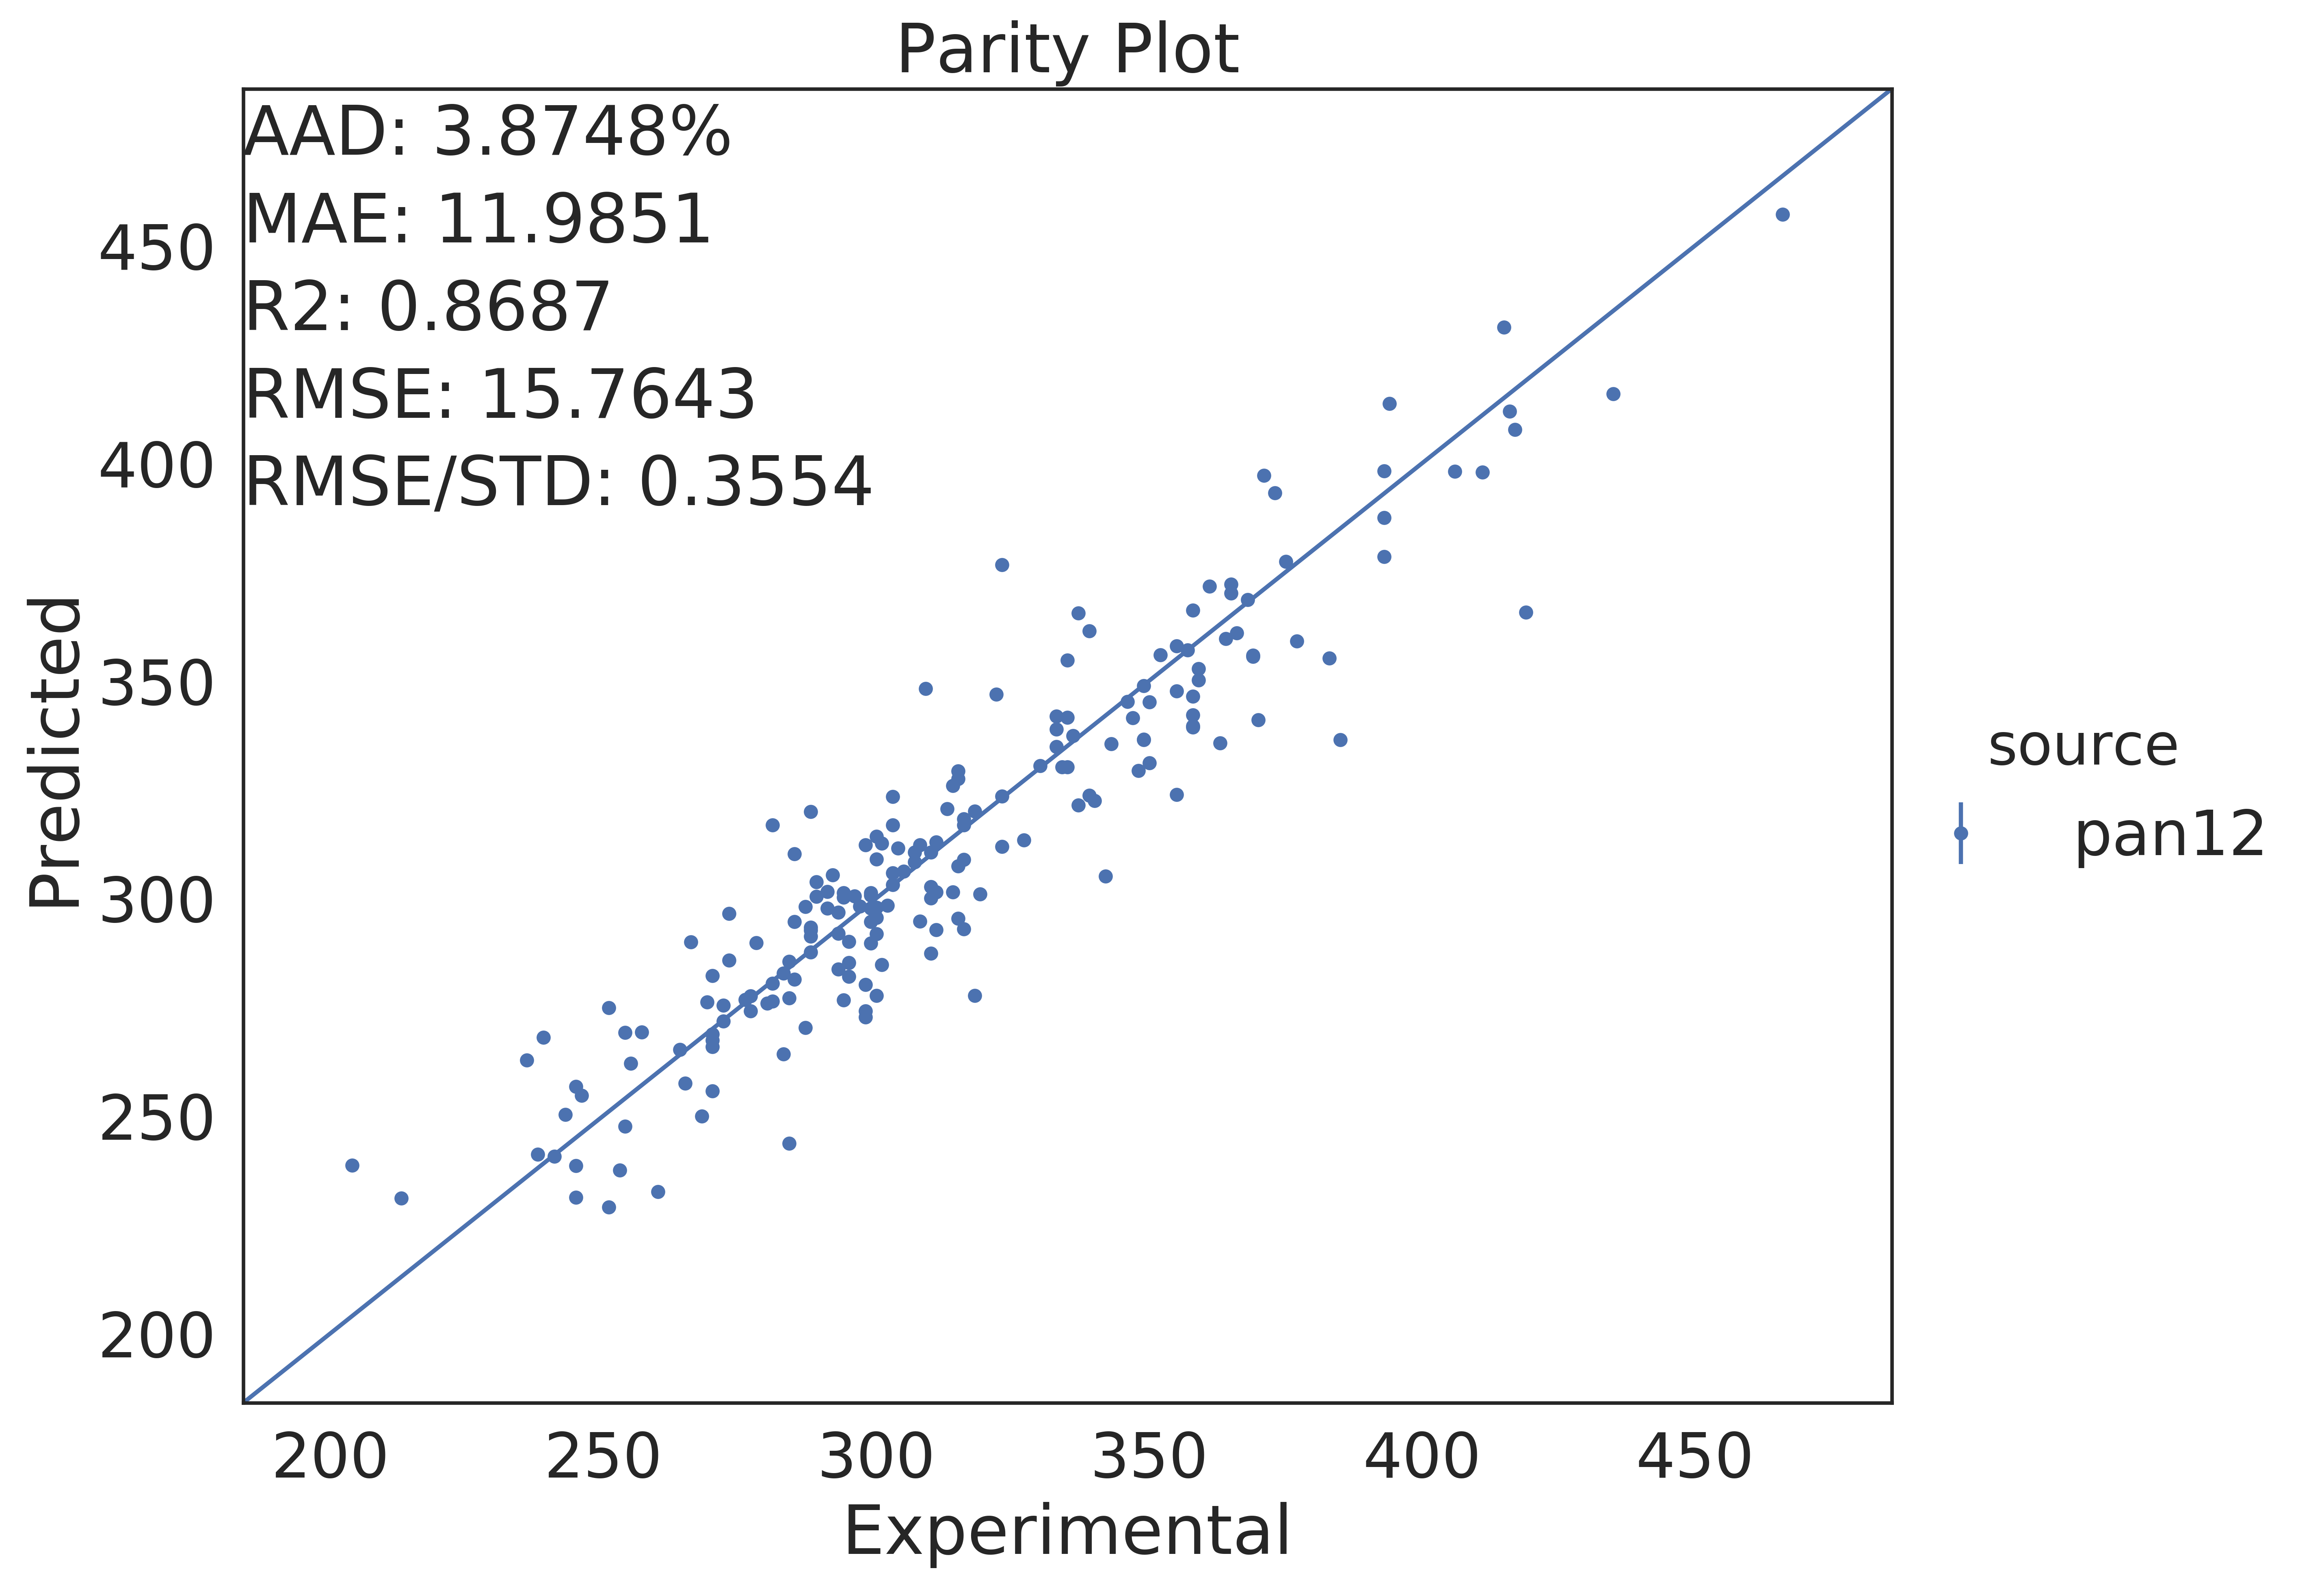 Parity Plot
AAD: 3.8748%
MAE: 11.9851
R2: 0.8687
RMSE: 15.7643
RMSE/STD: 0.3554
Predicted
450
400
350
300
250
200
200 250 300 350 400 450
Experimental
source
pan12